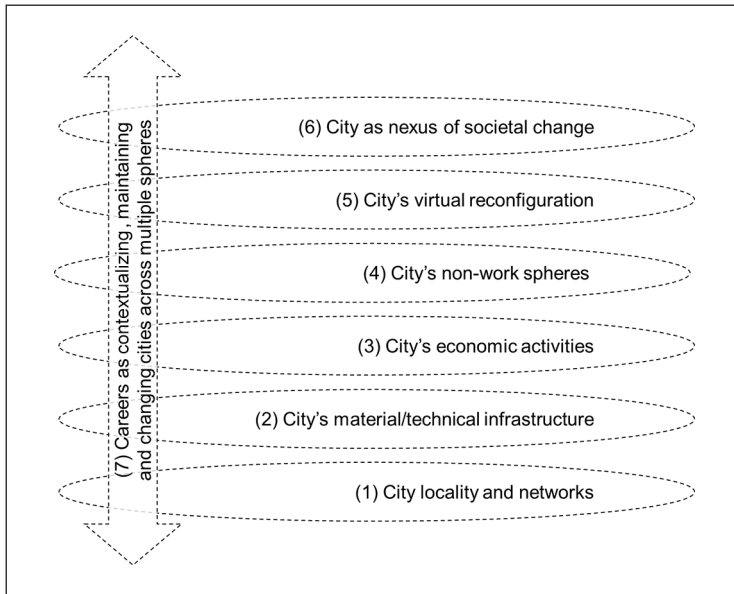 (6) City as nexus of societal change
(5) City’s virtual reconfiguration
(4) City’s non-work spheres
(3) City’s economic activities
(2) City’s material/technical infrastructure
(1) City locality and networks
(7) Careers as contextualizing, maintaining
and changing cities across multiple spheres